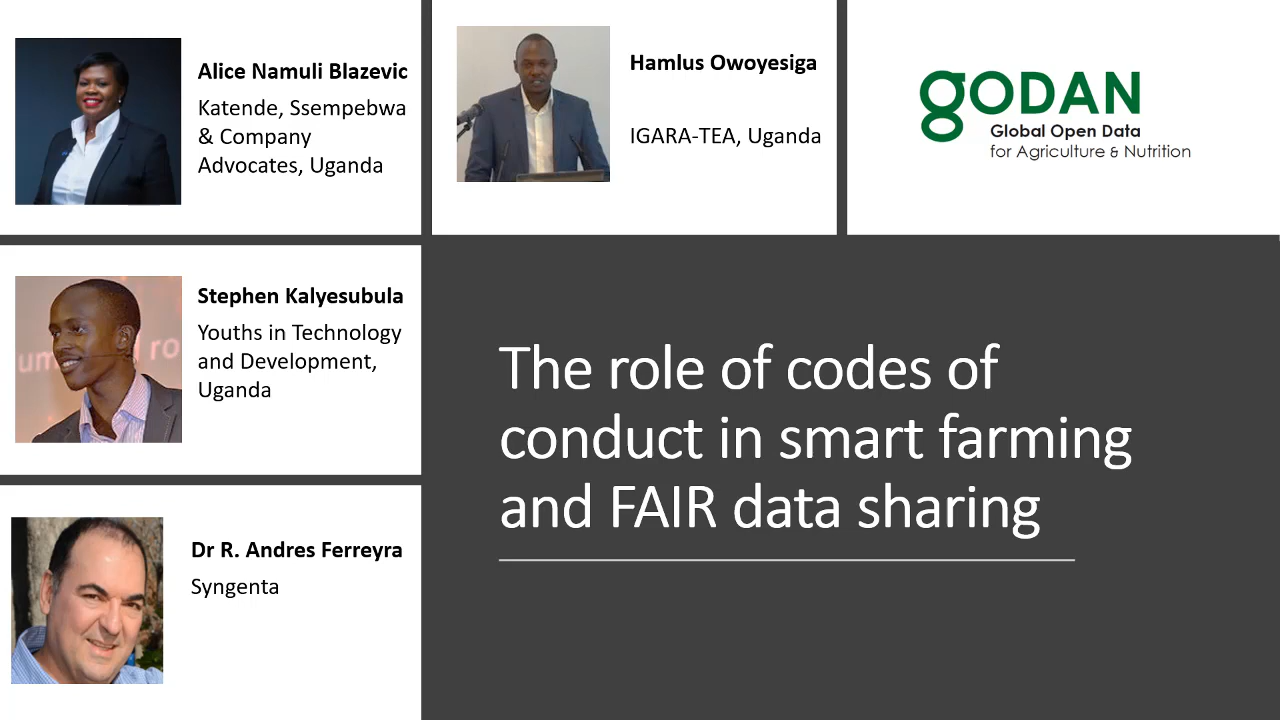 Alice Namuli Blazevic
Katende, Ssempebwa
& Company
Advocates, Uganda
Hamlus Owoyesiga
IGARA-TEA, Uganda
gODAN
Global Open Data
for Agriculture & Nutrition
Stephen Kalyesubula
Youths in Technology
and Development,
Uganda
um
ro
The role of codes of
conduct in smart farming
and FAIR data sharing
Dr R. Andres Ferreyra
Syngenta